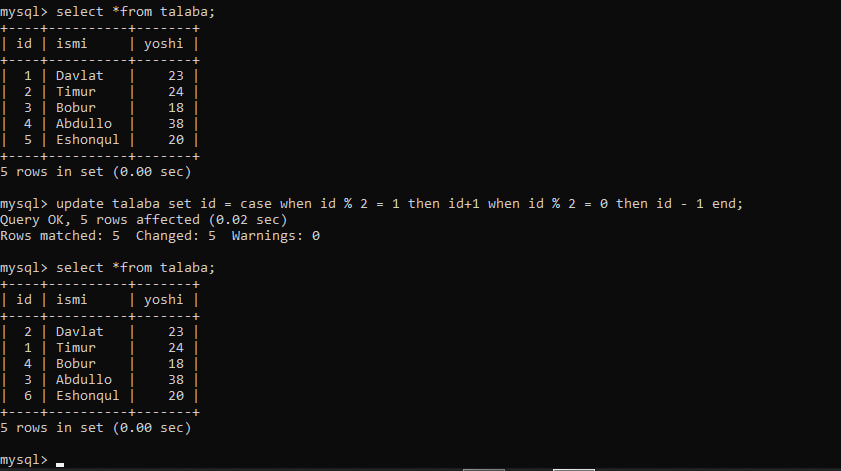 mysql> select *from talaba;
+----+----------+-------+
| id | ismi     | yoshi |
+----+----------+-------+
|  1 | Davlat   |    23 |
|  2 | Timur    |    24 |
|  3 | Bobur    |    18 |
|  4 | Abdullo  |    38 |
|  5 | Eshonqul |    20 |
+----+----------+-------+
5 rows in set (0.00 sec)
mysql> update talaba set id = case when id % 2 = 1 then id+1 when id % 2 = 0 then id - 1 end;
Query OK, 5 rows affected (0.02 sec)
Rows matched: 5  Changed: 5  Warnings: 0
mysql> select *from talaba;
+----+----------+-------+
| id | ismi     | yoshi |
+----+----------+-------+
|  2 | Davlat   |    23 |
|  1 | Timur    |    24 |
|  4 | Bobur    |    18 |
|  3 | Abdullo  |    38 |
|  6 | Eshonqul |    20 |
+----+----------+-------+
5 rows in set (0.00 sec)
mysql>